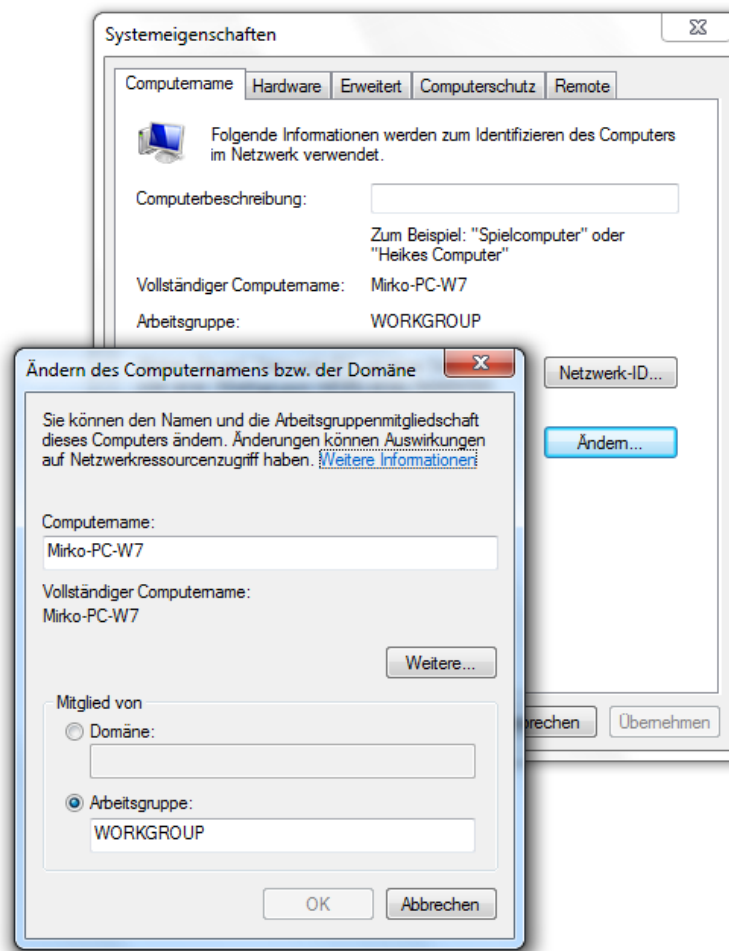 Systemeigenschaften
Computername Hardware Erweitert Computerschutz Remote
Folgende Informationen werden zum Identifizieren des Computers
im Netzwerk verwendet.
Computerbeschreibung:
Zum Beispiel: "Spielcomputer" oder
"Heikes Computer"
Vollständiger Computername: Mirko-PC-W7
Arbeitsgruppe: WORKGROUP
Netzwerk-ID...
Ändern...
Übernehmen
Ändern des Computernamens bzw. der Domäne
Sie können den Namen und die Arbeitsgruppenmitgliedschaft
dieses Computers ändern. Änderungen können Auswirkungen
auf Netzwerkressourcenzugriff haben. Weitere Informationen
Computername:
Mirko-PC-W7
Vollständiger Computername:
Mirko-PC-W7
Weitere...
Mitglied von
Domäne:
Arbeitsgruppe:
WORKGROUP
OK Abbrechen